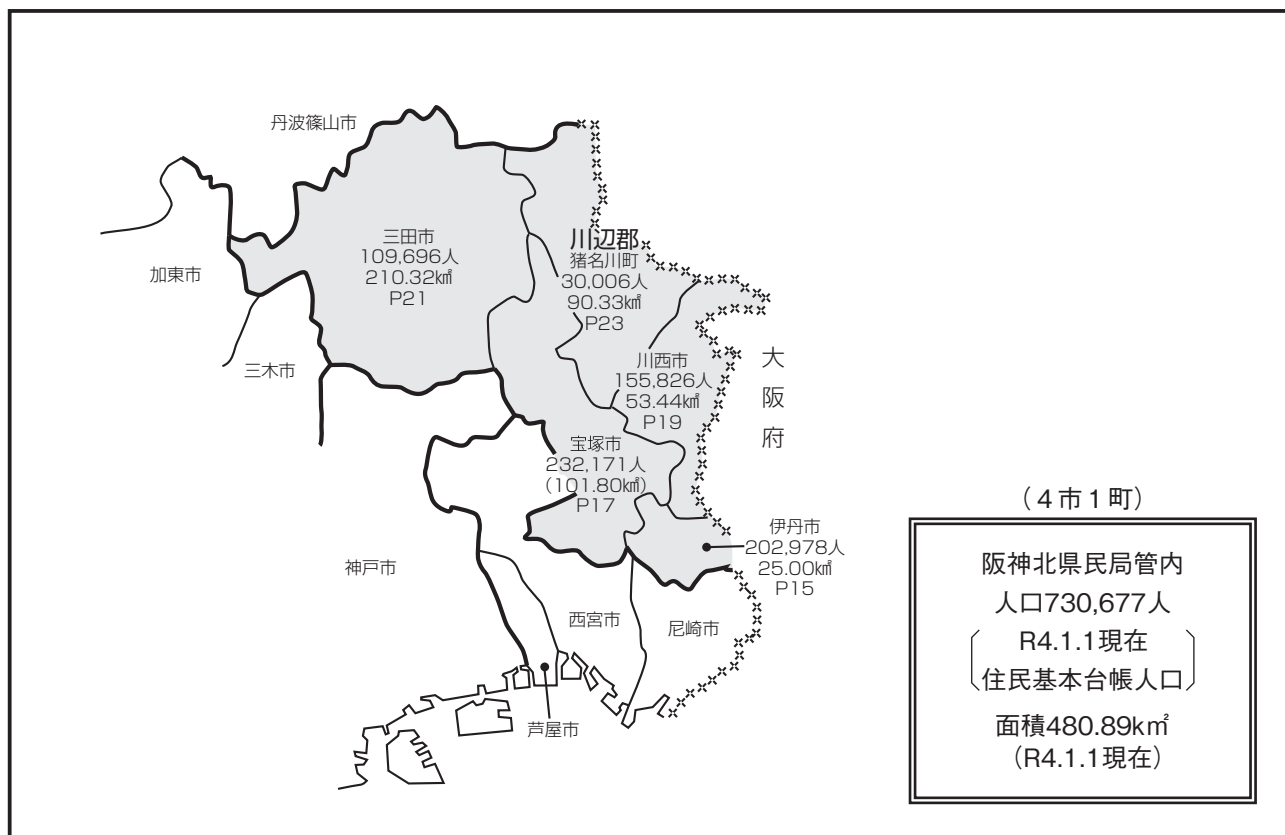 丹波篠山市
三田市
109,696人
210.32㎢
P21
加東市
三木市
川辺郡
猪名川町
30,006人
90.33㎢
P23
川西市
155,826人
53.44㎢
P19
大阪府
宝塚市
232,171人
(101.80㎢)
P17
伊丹市
202,978人
25.00㎢
P15
神戸市
西宮市
尼崎市
芦屋市
(4市1町)
阪神北県民局管内
人口730,677人
R4.1.1現在
住民基本台帳人口
面積480.89k㎡
(R4.1.1現在)